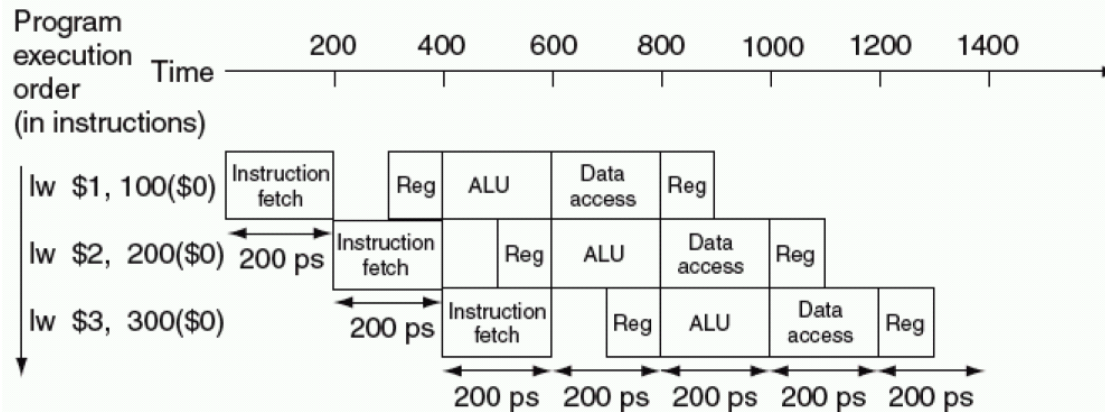 Program
execution
order
(in instructions)
Time
200 400 600 800 1000 1200 1400
lw $1, 100($0)
Instruction
fetch
Reg
ALU
Data
access
Reg
lw $2, 200($0)
200 ps
Instruction
fetch
Reg
ALU
Data
access
Reg
lw $3, 300($0)
200 ps
Instruction
fetch
Reg
ALU
Data
access
Reg
200 ps 200 ps 200 ps 200 ps 200 ps